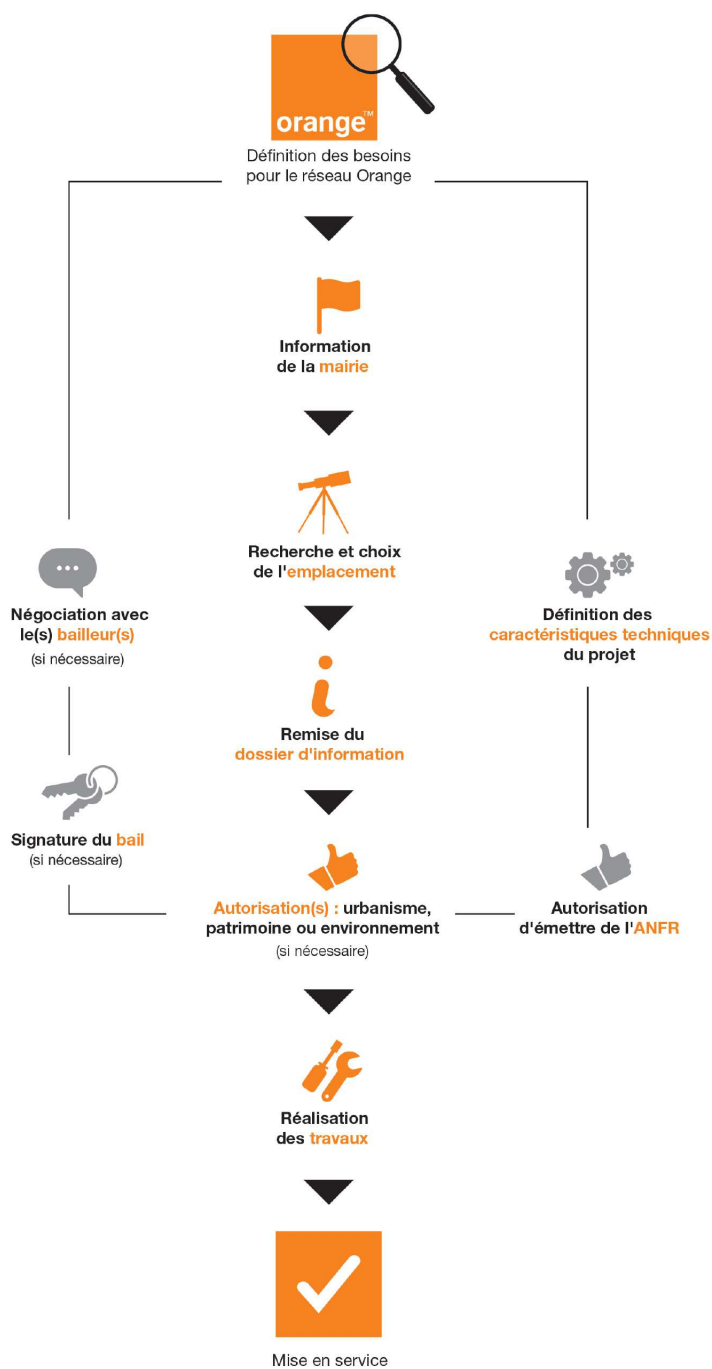 orange™
Définition des besoins
pour le réseau Orange
Information
de la mairie
Recherche et choix
de l'emplacement
Négociation avec
le(s) bailleur(s)
(si nécessaire)
Définition des
caractéristiques techniques
du projet
Remise du
dossier d'information
Signature du bail
(si nécessaire)
Autorisation(s) : urbanisme,
patrimoine ou environnement
(si nécessaire)
Autorisation
d'émettre de l'ANFR
Réalisation
des travaux
Mise en service